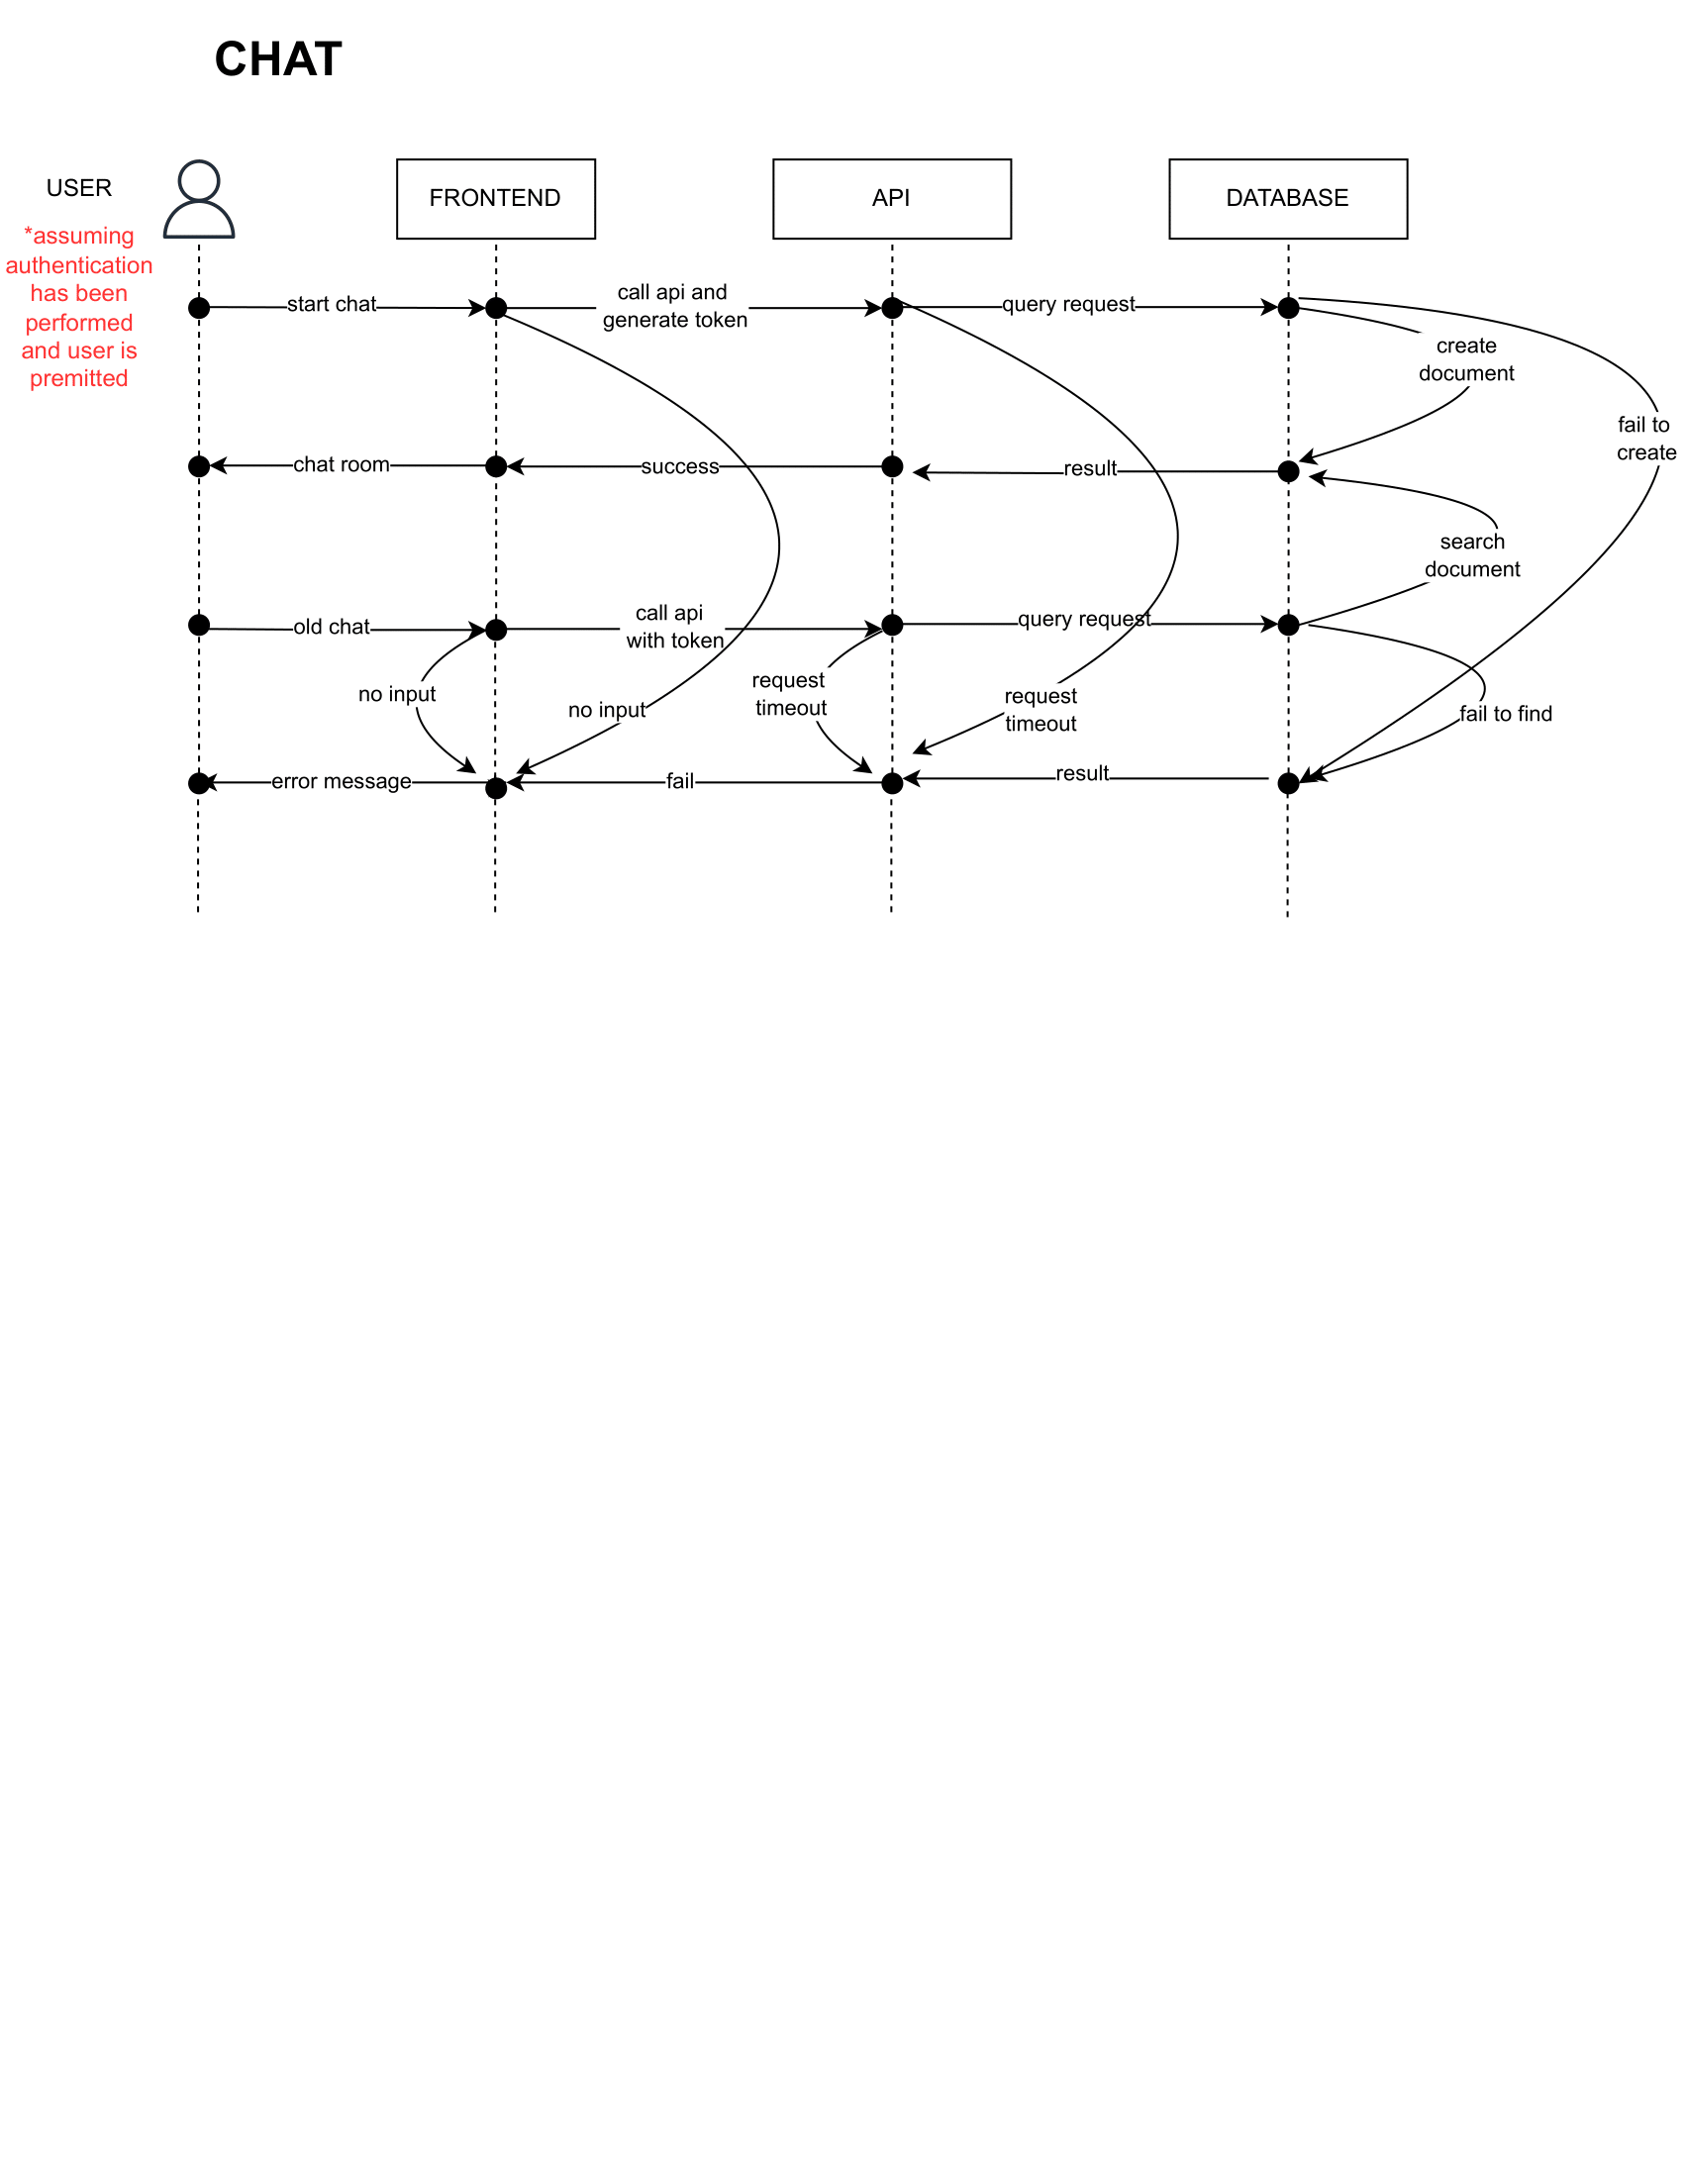 CHAT
USER
FRONTEND
API
DATABASE
*assuming
authentication
has been
performed
and user is
premitted
start chat
call api and
generate token
query request
create
document
fail to
create
chat room
success
result
search
document
old chat
call api
with token
query request
no input
no input
request
timeout
request
timeout
fail to find
error message
fail
result